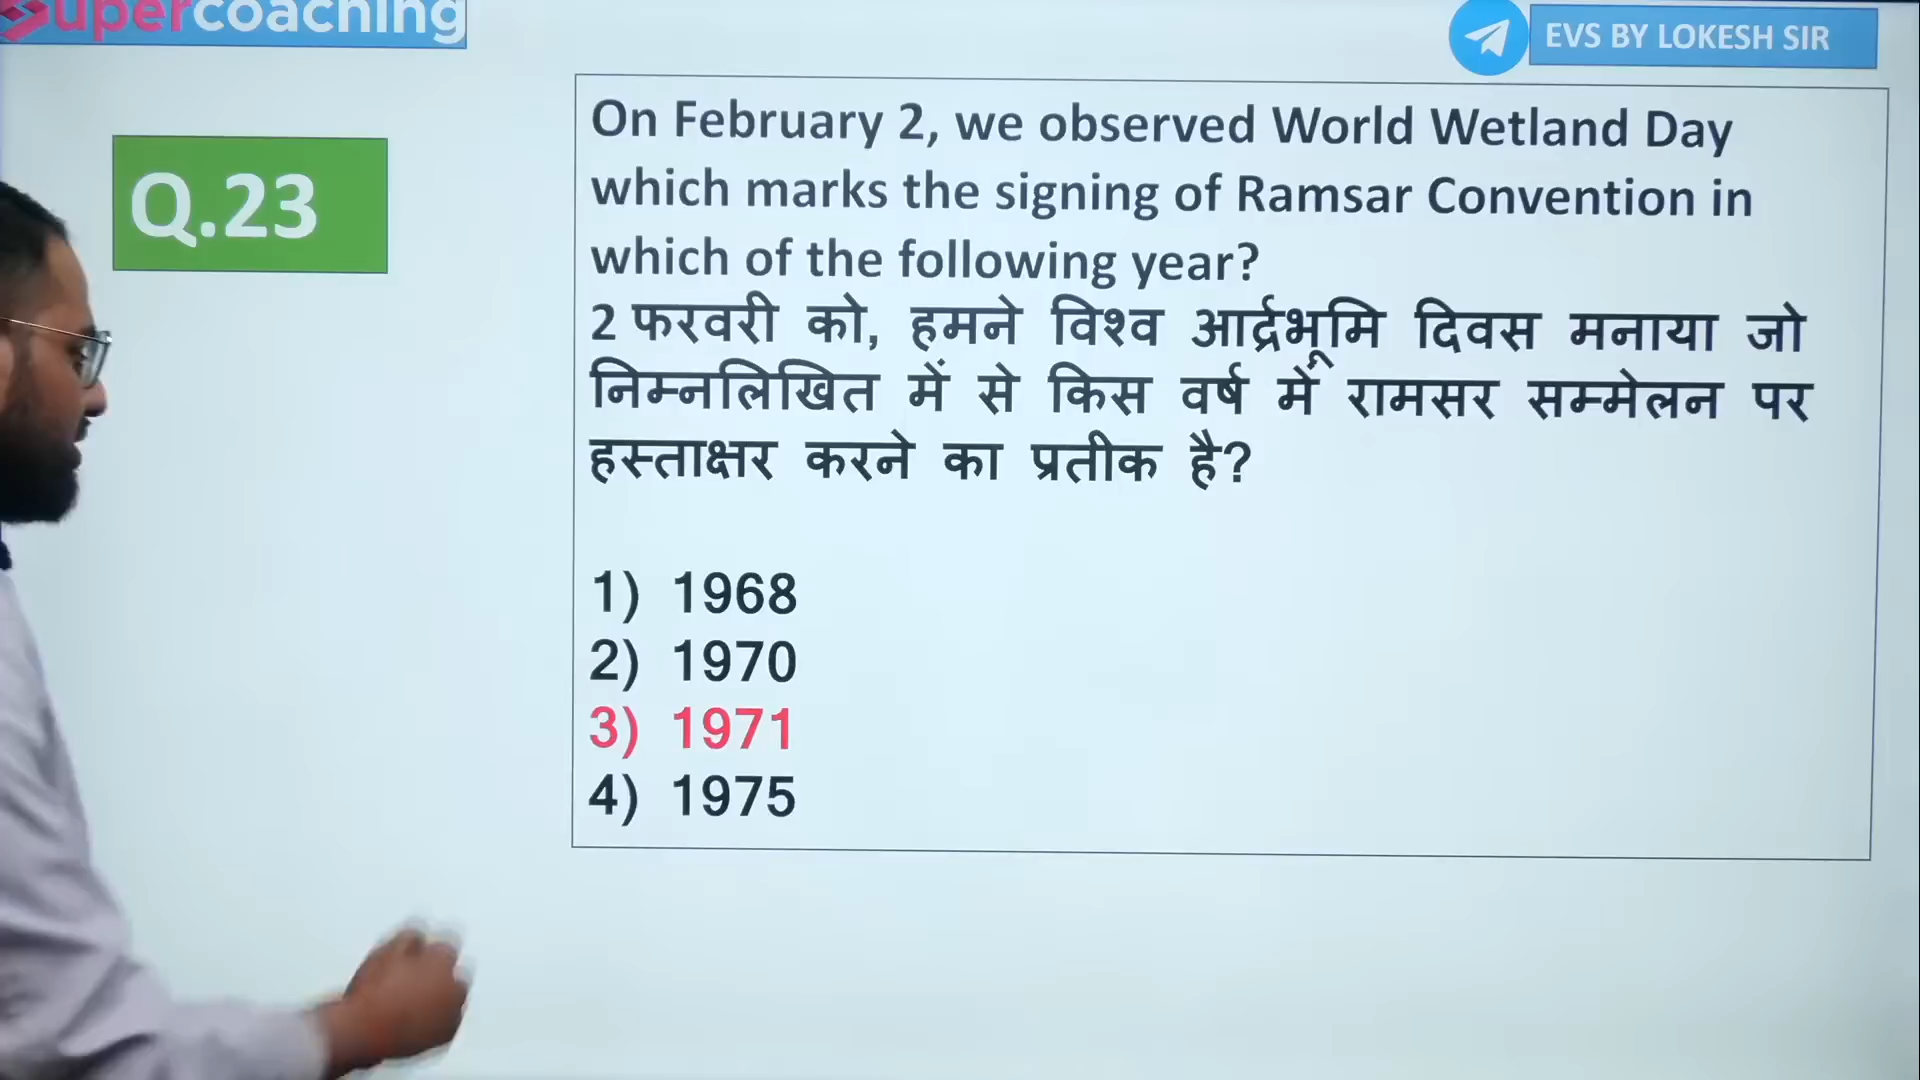 supercoaching
EVS BY LOKESH SIR
Q.23
On February 2, we observed World Wetland Day
which marks the signing of Ramsar Convention in
which of the following year?
2 फरवरी को, हमने विश्व आर्द्रभूमि दिवस मनाया जो
निम्नलिखित में से किस वर्ष में रामसर सम्मेलन पर
हस्ताक्षर करने का प्रतीक है?
1) 1968
2) 1970
3) 1971
4) 1975